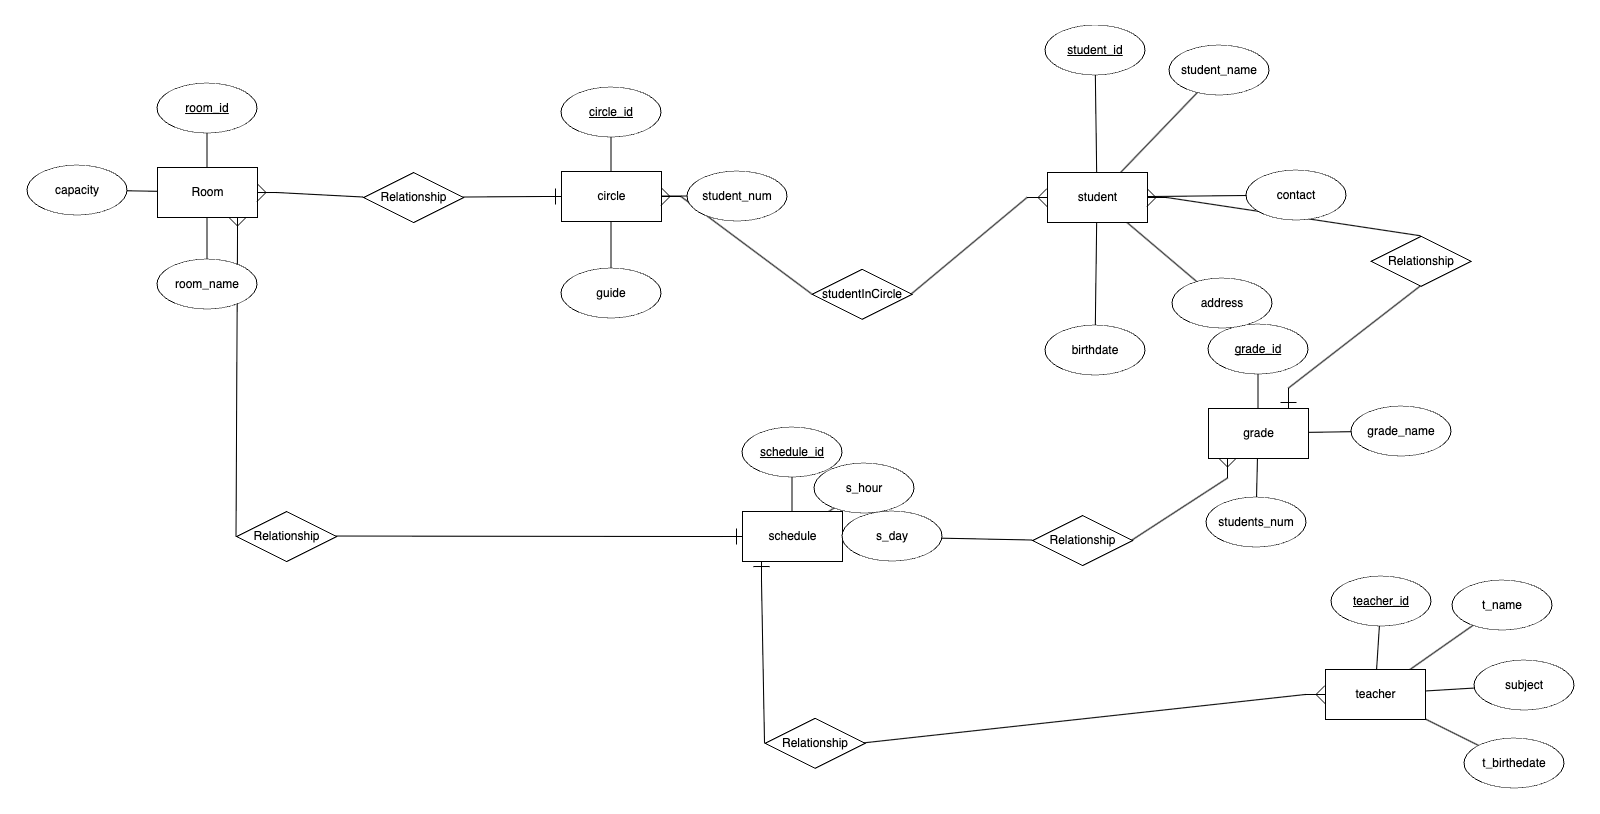 student_id
student_name
room_id
circle_id
capacity
Room
Relationship
circle
student_num
student
contact
Relationship
room_name
guide
studentInCircle
address
birthdate
grade_id
grade
grade_name
schedule_id
s_hour
students_num
Relationship
schedule
s_day
Relationship
teacher_id
t_name
teacher
subject
Relationship
t_birthedate